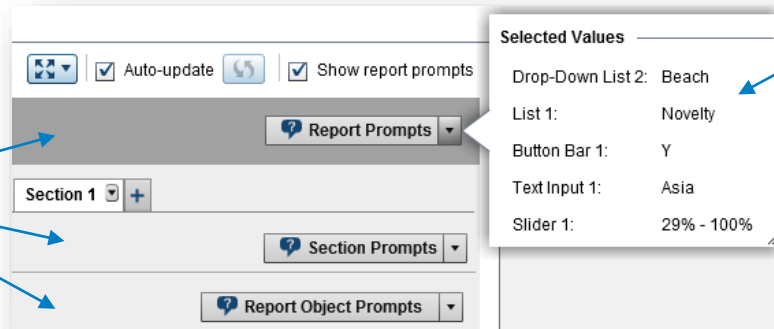 Auto-update
Show report prompts
Report Prompts
Section 1
Section Prompts
Report Object Prompts
Selected Values
Drop-Down List 2: Beach
List 1: Novelty
Button Bar 1: Y
Text Input 1: Asia
Slider 1: 29% - 100%